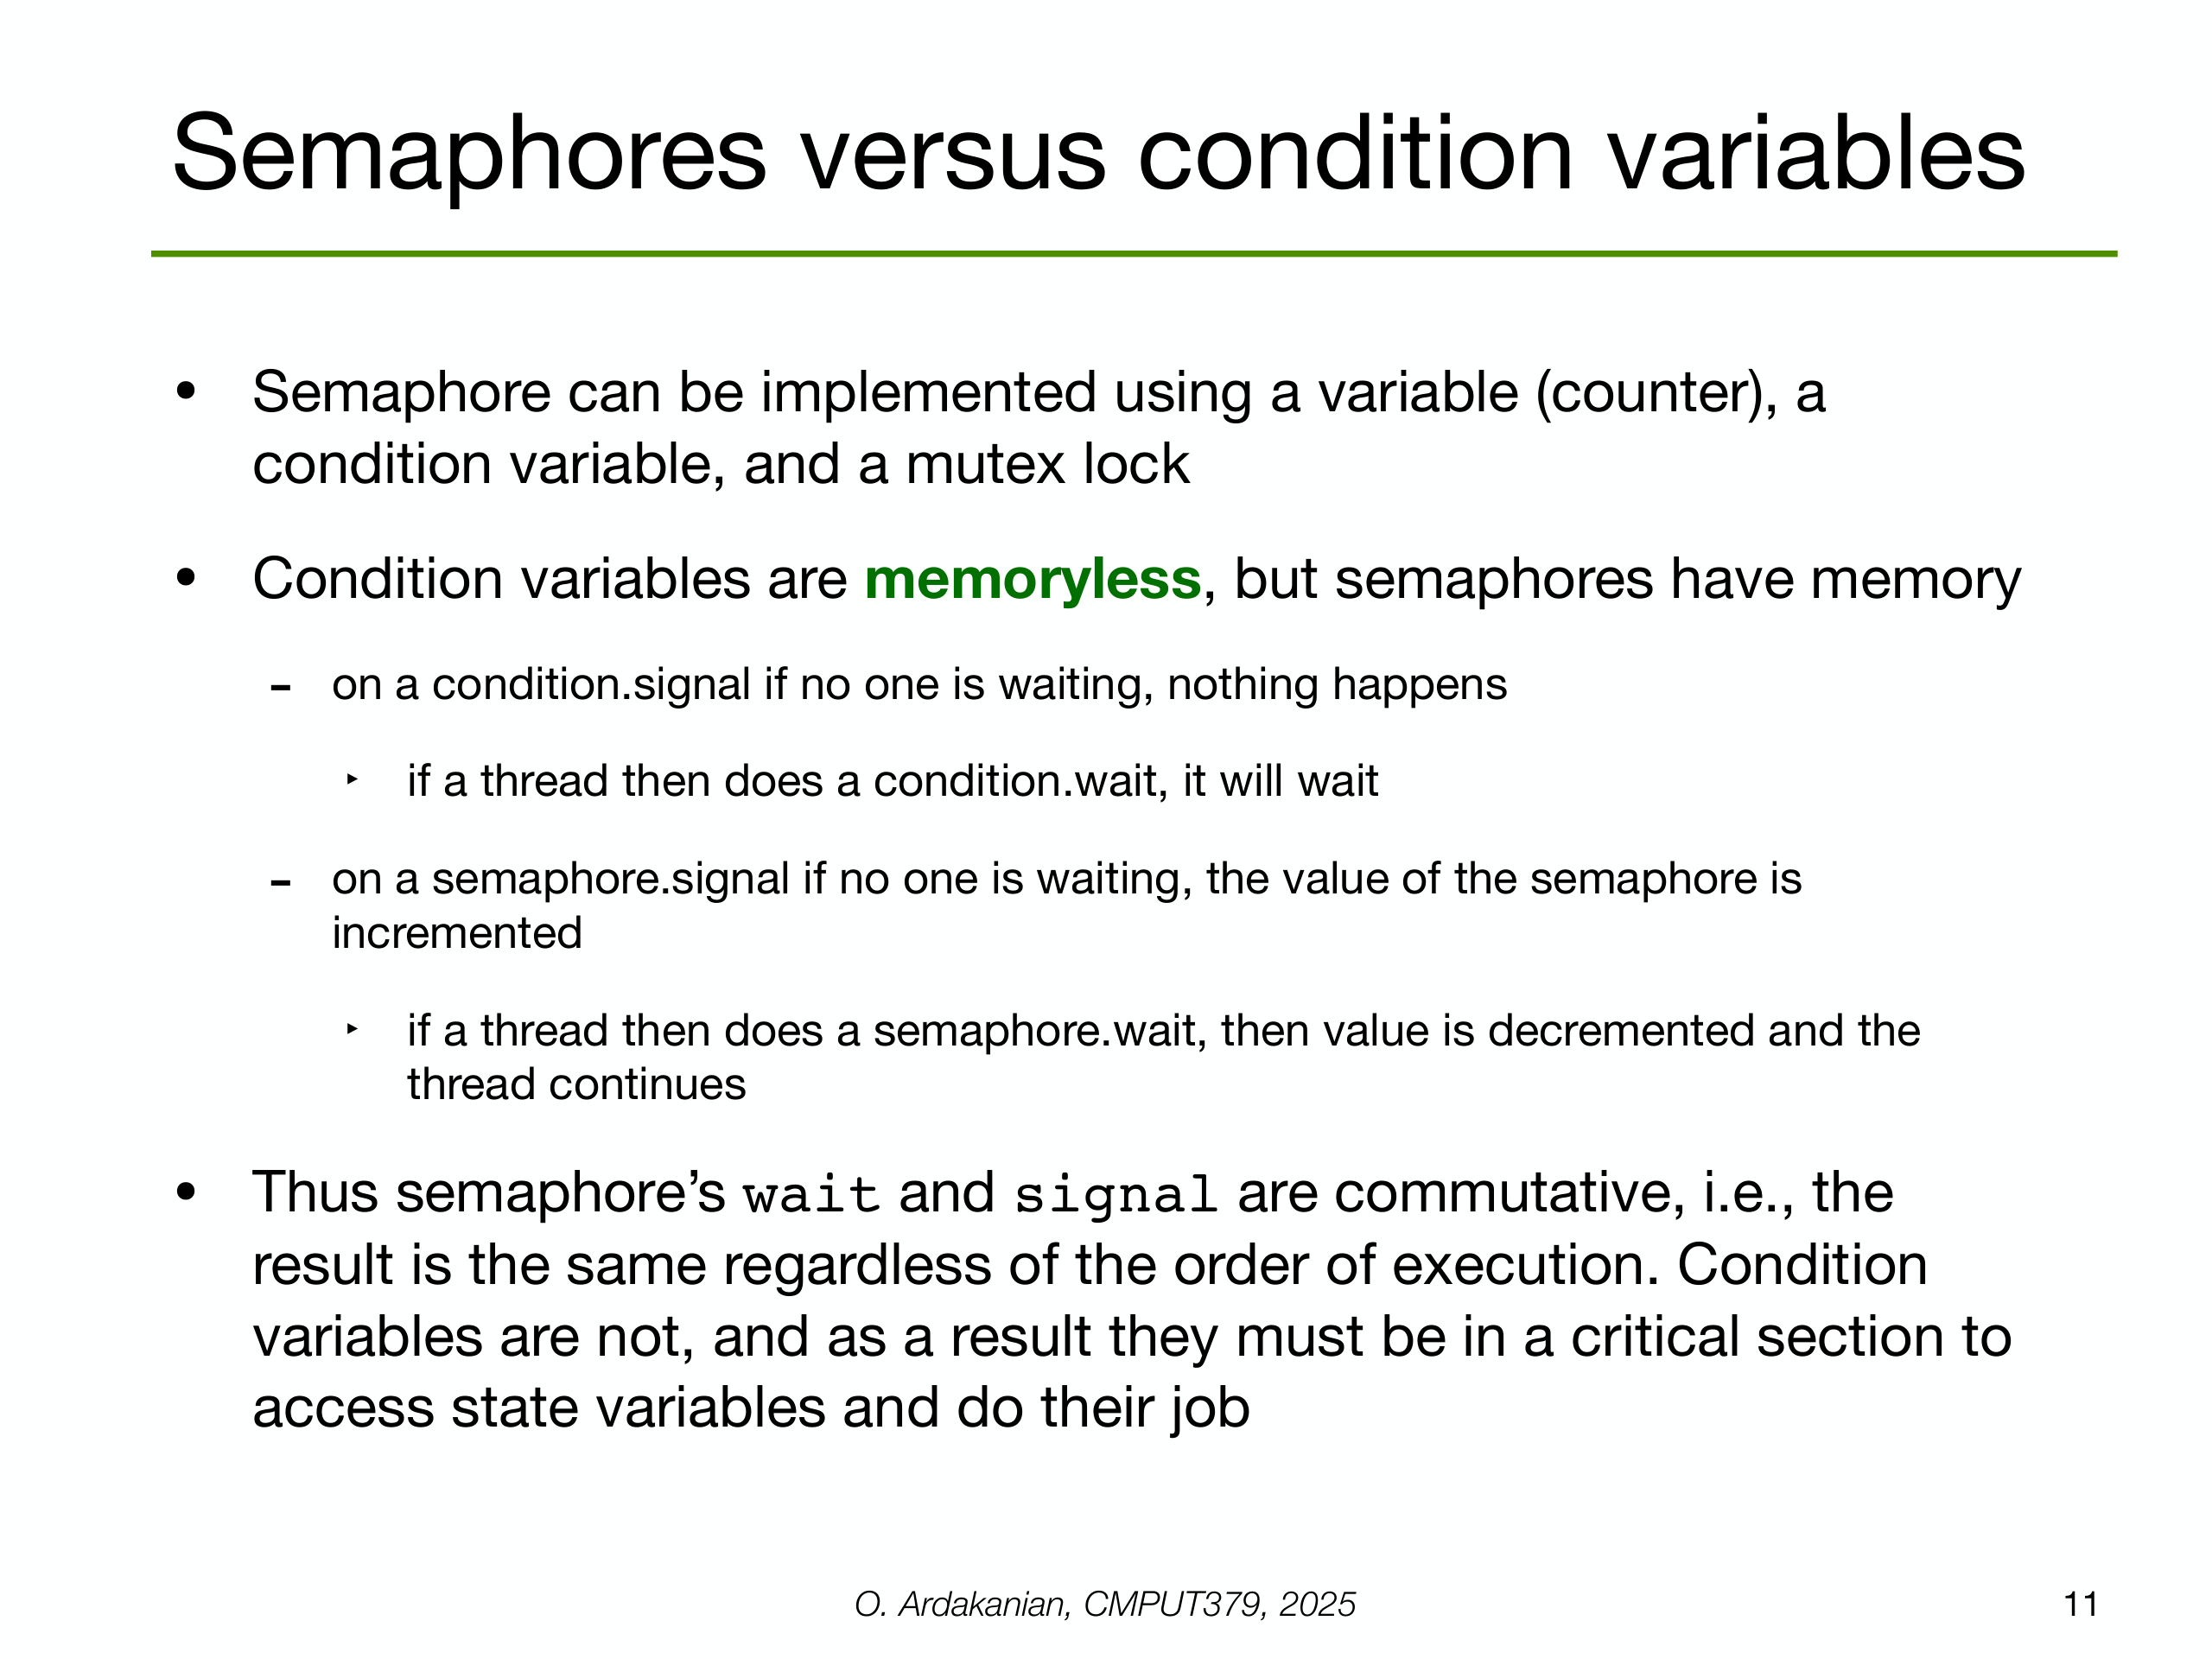 Semaphores versus condition variables
• Semaphore can be implemented using a variable (counter), a
condition variable, and a mutex lock
• Condition variables are memoryless, but semaphores have memory
- on a condition.signal if no one is waiting, nothing happens
‣ if a thread then does a condition.wait, it will wait
- on a semaphore.signal if no one is waiting, the value of the semaphore is
incremented
‣ if a thread then does a semaphore.wait, then value is decremented and the
thread continues
• Thus semaphore’s wait and signal are commutative, i.e., the
result is the same regardless of the order of execution. Condition
variables are not, and as a result they must be in a critical section to
access state variables and do their job
O. Ardakanian, CMPUT379, 2025
11